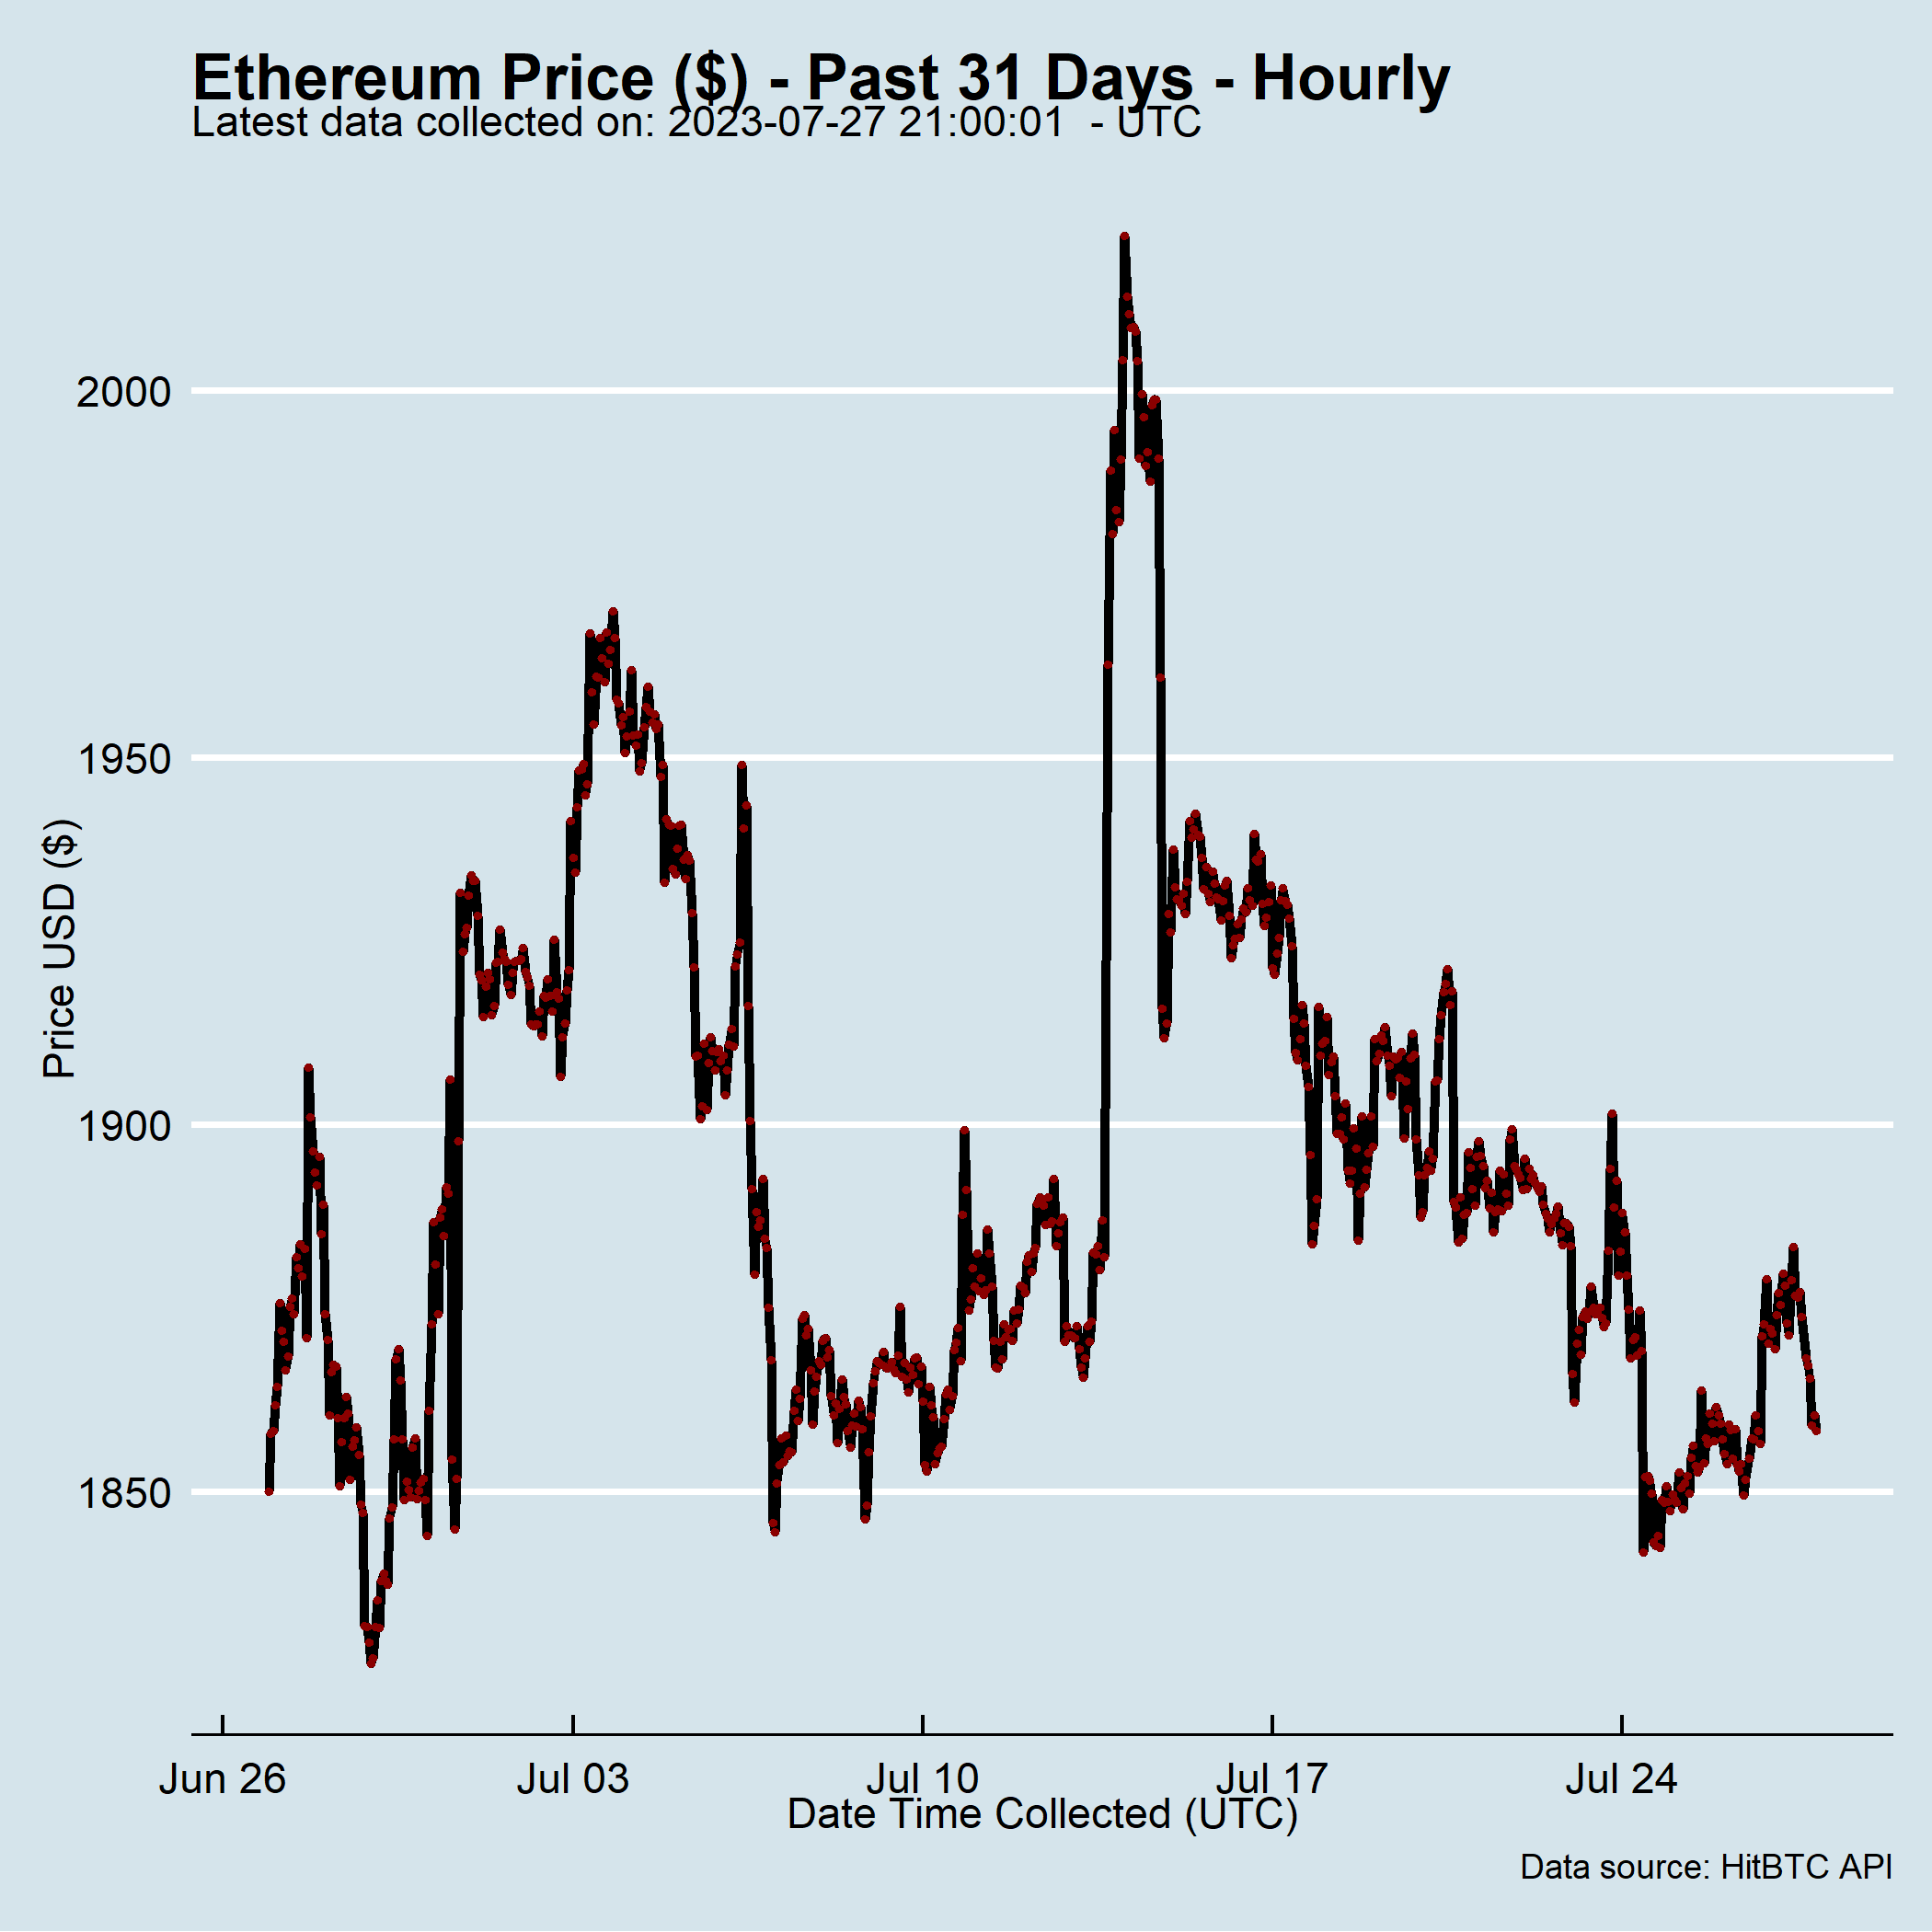 Ethereum Price ($) - Past 31 Days - Hourly
Latest data collected on: 2023-07-27 21:00:01  - UTC
Price USD ($)
2000
1950
1900
1850
Jun 26 Jul 03 Jul 10 Jul 17 Jul 24
Date Time Collected (UTC)
Data source: HitBTC API